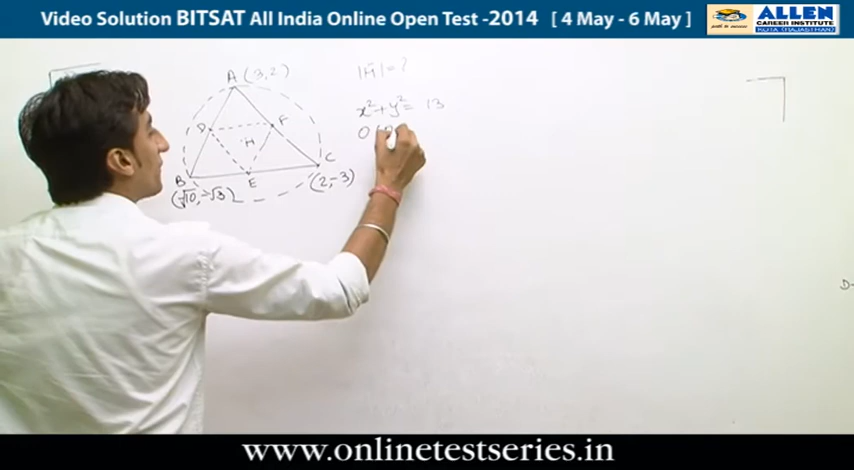 Video Solution BITSAT All India Online Open Test -2014 [ 4 May - 6 May ]
ALLEN
CAREER INSTITUTE
KOTA (RAJASTHAN)
A (3,2)
|H| = ?
x² + y² = 13
D
F
H
0
B
E
C
(-√10, -√3)
(2,-3)
D-
www.onlinetestseries.in